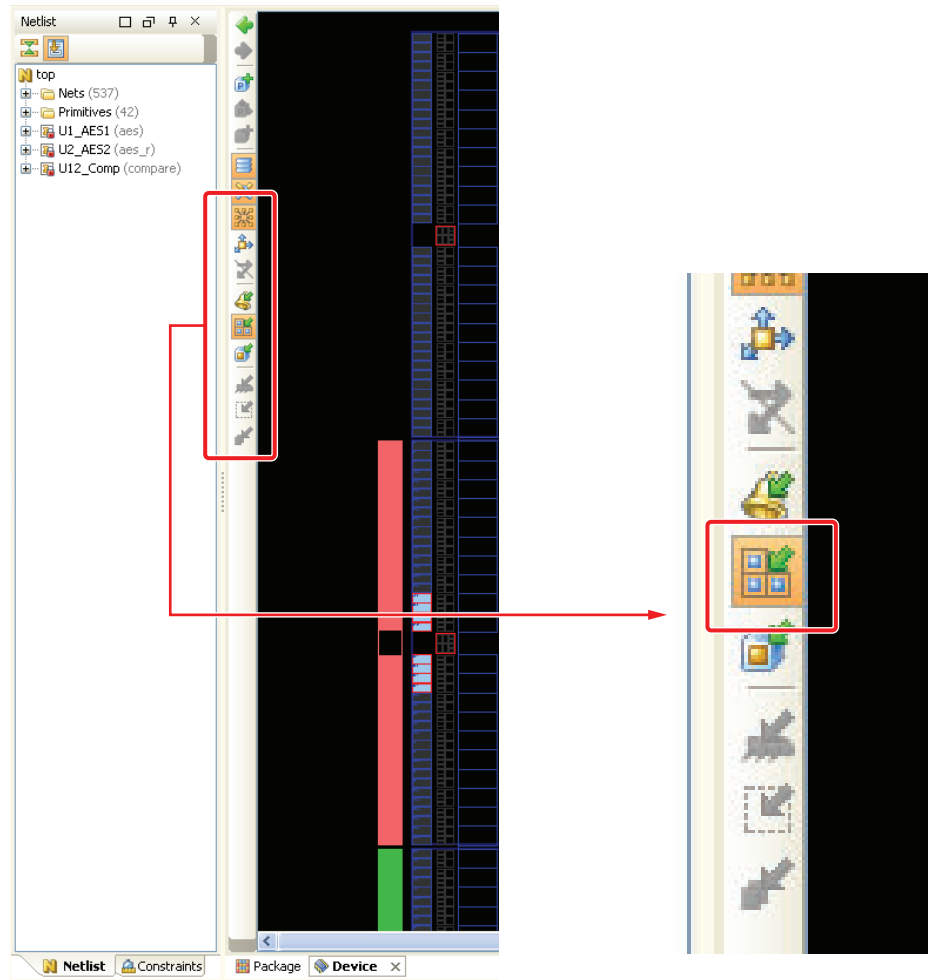 Netlist
top
Nets (537)
Primitives (42)
U1_AES1 (aes)
U2_AES2 (aes_r)
U12_Comp (compare)
Netlist Constraints Package Device